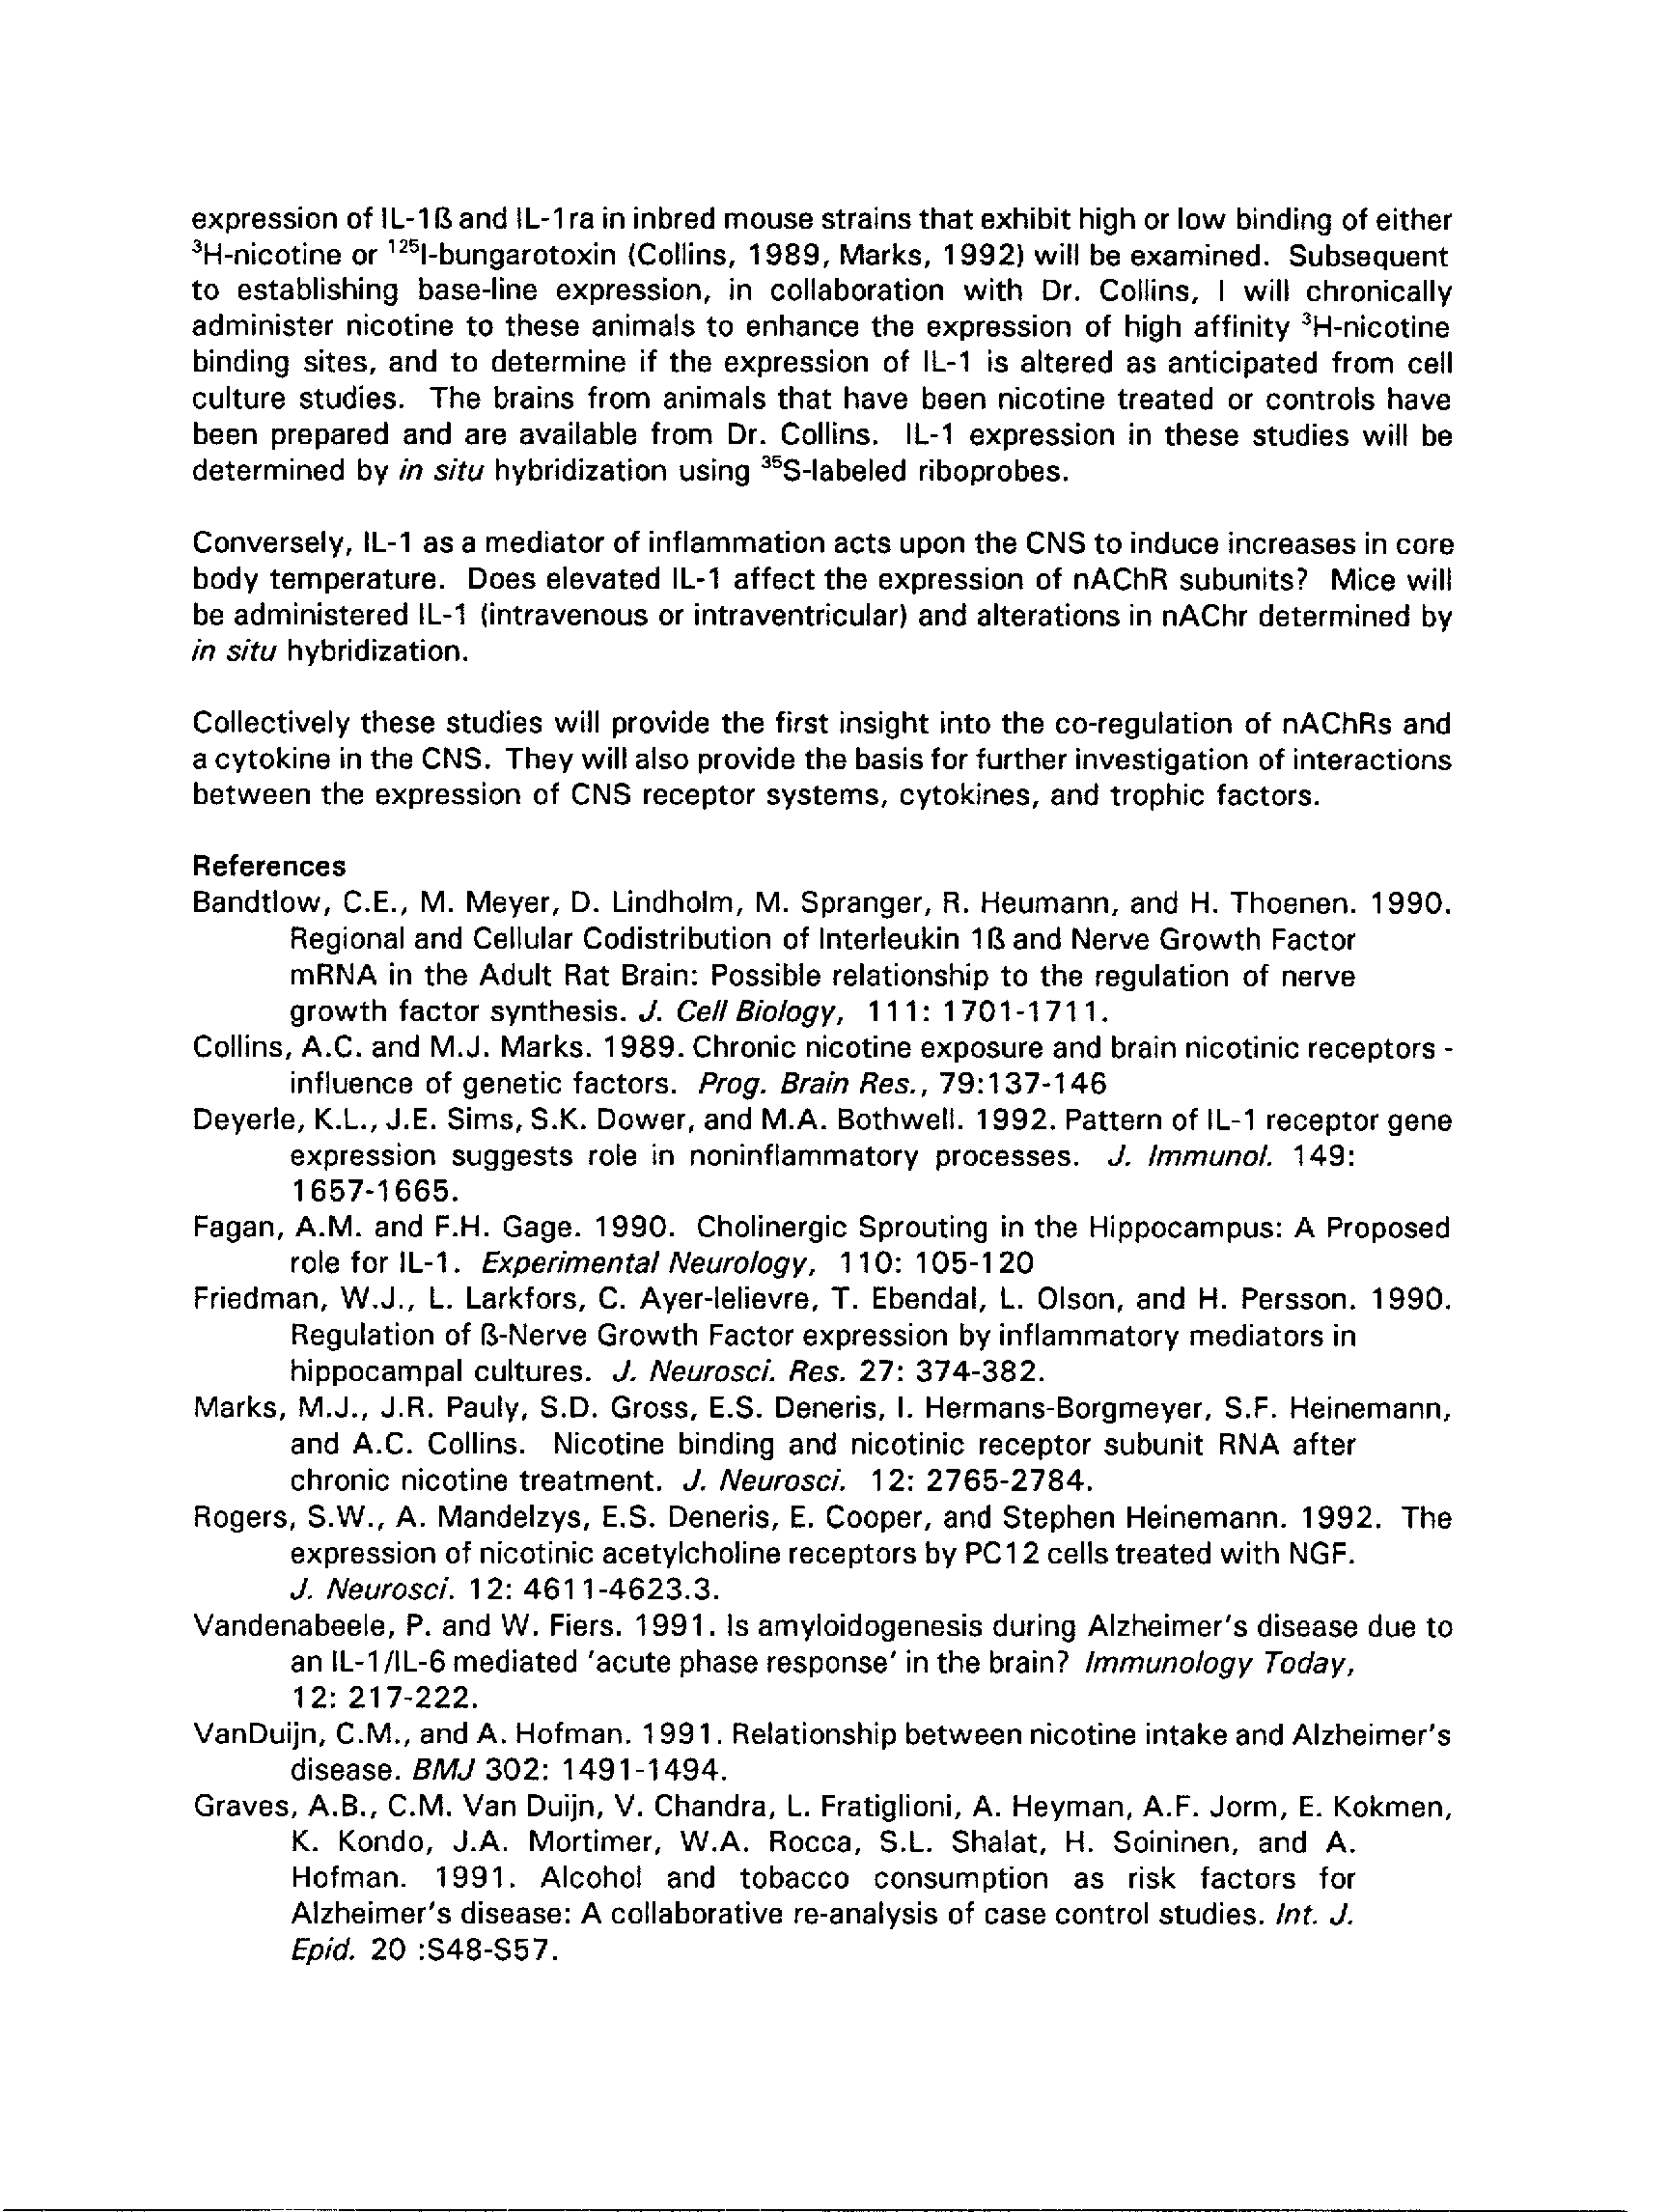 expression of IL-1ß and IL-1ra in inbred mouse strains that exhibit high or low binding of either
³H-nicotine or ¹²⁵I-bungarotoxin (Collins, 1989, Marks, 1992) will be examined. Subsequent
to establishing base-line expression, in collaboration with Dr. Collins, I will chronically
administer nicotine to these animals to enhance the expression of high affinity ³H-nicotine
binding sites, and to determine if the expression of IL-1 is altered as anticipated from cell
culture studies. The brains from animals that have been nicotine treated or controls have
been prepared and are available from Dr. Collins. IL-1 expression in these studies will be
determined by in situ hybridization using ³⁵S-labeled riboprobes.
Conversely, IL-1 as a mediator of inflammation acts upon the CNS to induce increases in core
body temperature. Does elevated IL-1 affect the expression of nAChR subunits? Mice will
be administered IL-1 (intravenous or intraventricular) and alterations in nAChr determined by
in situ hybridization.
Collectively these studies will provide the first insight into the co-regulation of nAChRs and
a cytokine in the CNS. They will also provide the basis for further investigation of interactions
between the expression of CNS receptor systems, cytokines, and trophic factors.
References
Bandtlow, C.E., M. Meyer, D. Lindholm, M. Spranger, R. Heumann, and H. Thoenen. 1990.
Regional and Cellular Codistribution of Interleukin 1ß and Nerve Growth Factor
mRNA in the Adult Rat Brain: Possible relationship to the regulation of nerve
growth factor synthesis. J. Cell Biology, 111: 1701-1711.
Collins, A.C. and M.J. Marks. 1989. Chronic nicotine exposure and brain nicotinic receptors -
influence of genetic factors. Prog. Brain Res., 79:137-146
Deyerle, K.L., J.E. Sims, S.K. Dower, and M.A. Bothwell. 1992. Pattern of IL-1 receptor gene
expression suggests role in noninflammatory processes. J. Immunol. 149:
1657-1665.
Fagan, A.M. and F.H. Gage. 1990. Cholinergic Sprouting in the Hippocampus: A Proposed
role for IL-1. Experimental Neurology, 110: 105-120
Friedman, W.J., L. Larkfors, C. Ayer-lelievre, T. Ebendal, L. Olson, and H. Persson. 1990.
Regulation of ß-Nerve Growth Factor expression by inflammatory mediators in
hippocampal cultures. J. Neurosci. Res. 27: 374-382.
Marks, M.J., J.R. Pauly, S.D. Gross, E.S. Deneris, I. Hermans-Borgmeyer, S.F. Heinemann,
and A.C. Collins. Nicotine binding and nicotinic receptor subunit RNA after
chronic nicotine treatment. J. Neurosci. 12: 2765-2784.
Rogers, S.W., A. Mandelzys, E.S. Deneris, E. Cooper, and Stephen Heinemann. 1992. The
expression of nicotinic acetylcholine receptors by PC12 cells treated with NGF.
J. Neurosci. 12: 4611-4623.3.
Vandenabeele, P. and W. Fiers. 1991. Is amyloidogenesis during Alzheimer's disease due to
an IL-1/IL-6 mediated 'acute phase response' in the brain? Immunology Today,
12: 217-222.
VanDuijn, C.M., and A. Hofman. 1991. Relationship between nicotine intake and Alzheimer's
disease. BMJ 302: 1491-1494.
Graves, A.B., C.M. Van Duijn, V. Chandra, L. Fratiglioni, A. Heyman, A.F. Jorm, E. Kokmen,
K. Kondo, J.A. Mortimer, W.A. Rocca, S.L. Shalat, H. Soininen, and A.
Hofman. 1991. Alcohol and tobacco consumption as risk factors for
Alzheimer's disease: A collaborative re-analysis of case control studies. Int. J.
Epid. 20 :S48-S57.